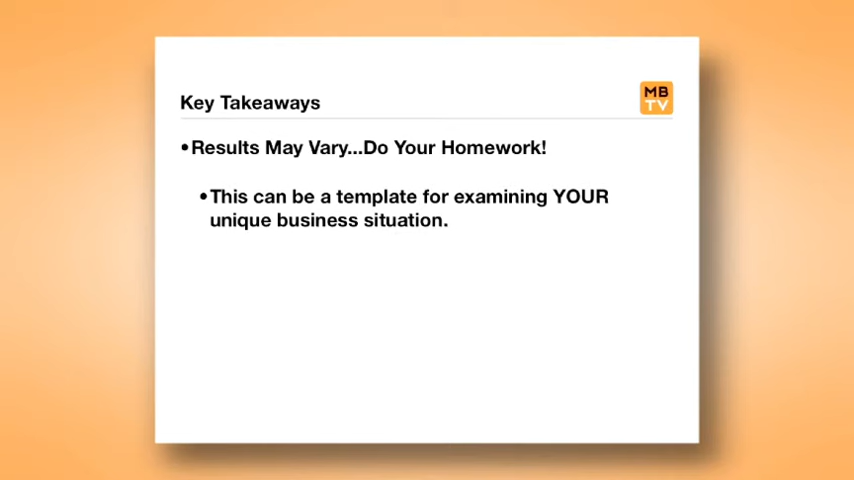 Key Takeaways
MB
TV
•Results May Vary...Do Your Homework!
•This can be a template for examining YOUR
unique business situation.